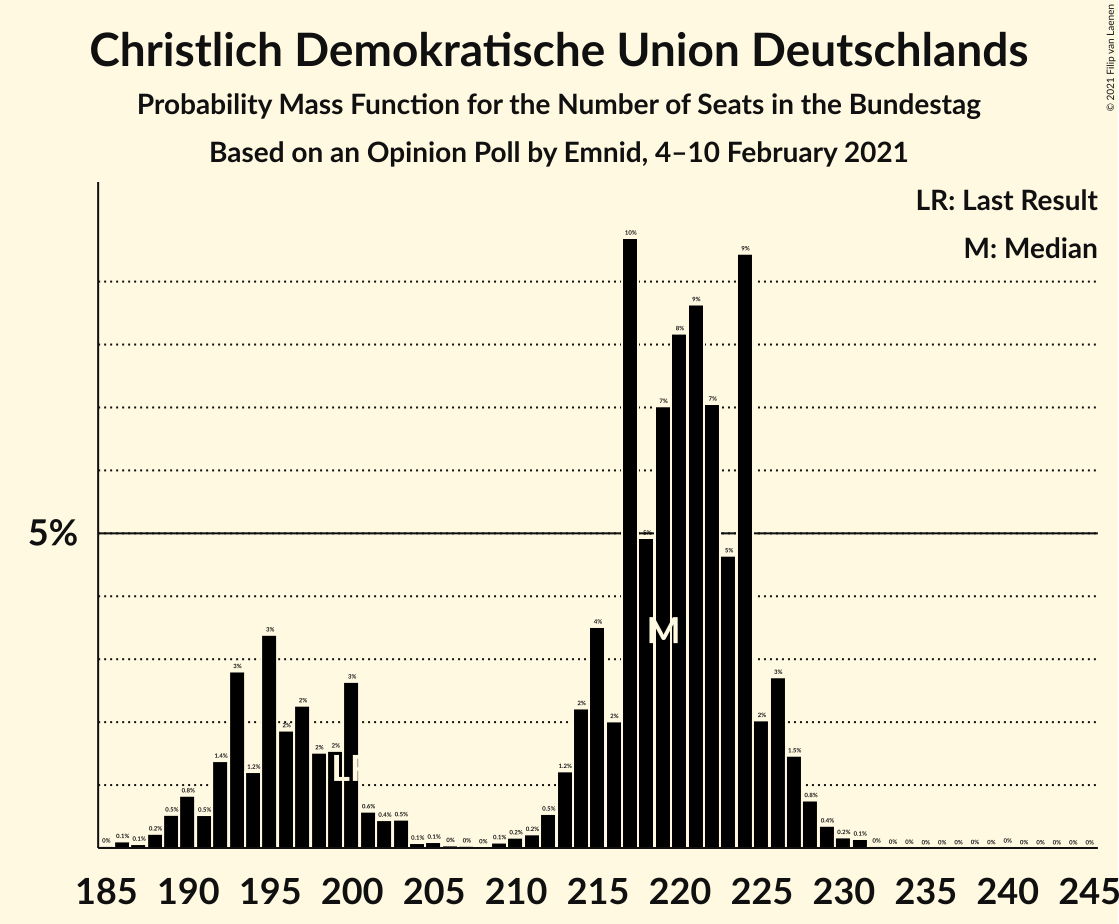 Christlich Demokratische Union Deutschlands
Probability Mass Function for the Number of Seats in the Bundestag
Based on an Opinion Poll by Emnid, 4–10 February 2021
© 2021 Filip van Laenen
LR: Last Result
M: Median
5%
0% 0.1% 0.1% 0.2% 0.5% 0.8% 0.5% 1.4% 3% 1.2% 3% 2% 2% 2% 2% 3% 0.6% 0.4% 0.5% 0.1% 0.1% 0% 0% 0% 0.1% 0.2% 0.2% 0.5% 1.2% 2% 4% 2% 10% 5% 7% 8% 9% 7% 5% 9% 2% 3% 1.5% 0.8% 0.4% 0.2% 0.1% 0% 0% 0% 0% 0% 0% 0% 0% 0% 0% 0% 0% 0% 0%
M
LR
185 190 195 200 205 210 215 220 225 230 235 240 245